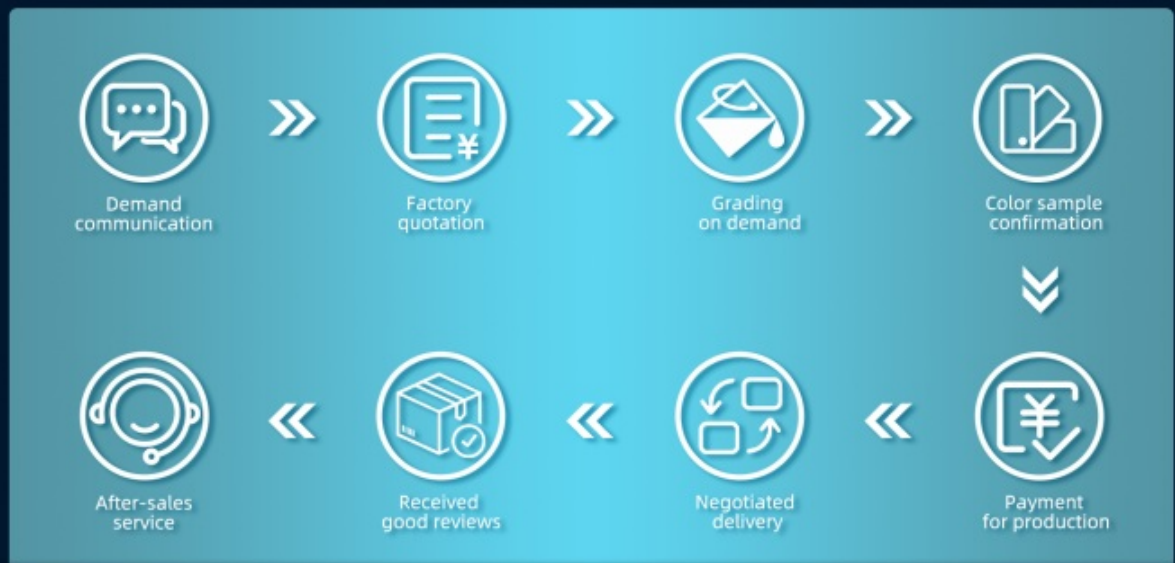 Demand
communication
Factory
quotation
Grading
on demand
Color sample
confirmation
¥
After-sales
service
Received
good reviews
Negotiated
delivery
¥
Payment
for production